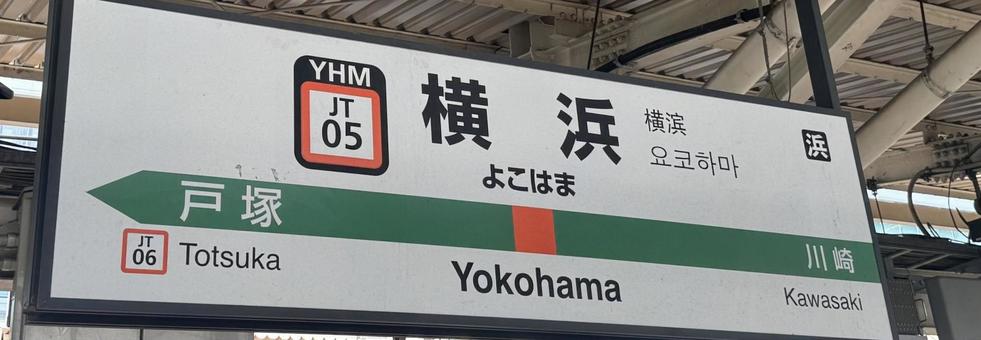 YHM
JT
05
横浜
横滨
요코하마
浜
よこはま
戸塚
川崎
JT
06
Totsuka
Yokohama
Kawasaki